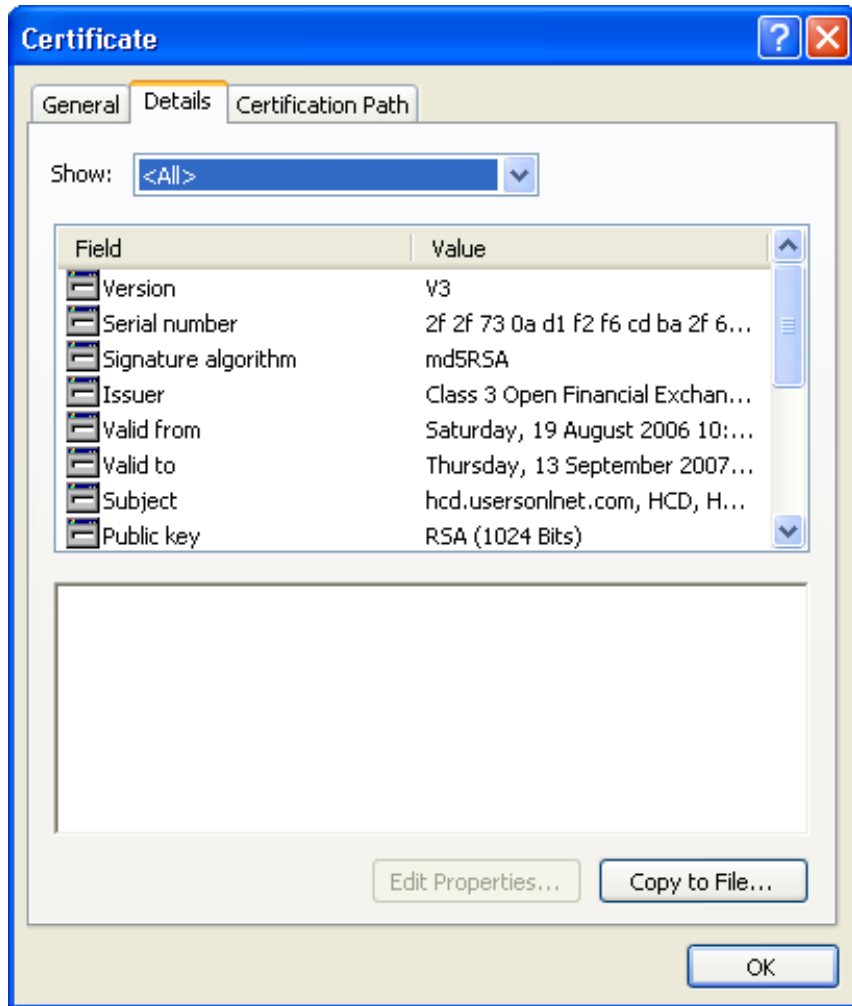 Certificate
General Details Certification Path
Show: <All>
Field Value
Version V3
Serial number 2f 2f 73 0a d1 f2 f6 cd ba 2f 6...
Signature algorithm md5RSA
Issuer Class 3 Open Financial Exchan...
Valid from Saturday, 19 August 2006 10:...
Valid to Thursday, 13 September 2007...
Subject hcd.usersonlnet.com, HCD, H...
Public key RSA (1024 Bits)
Edit Properties... Copy to File...
OK